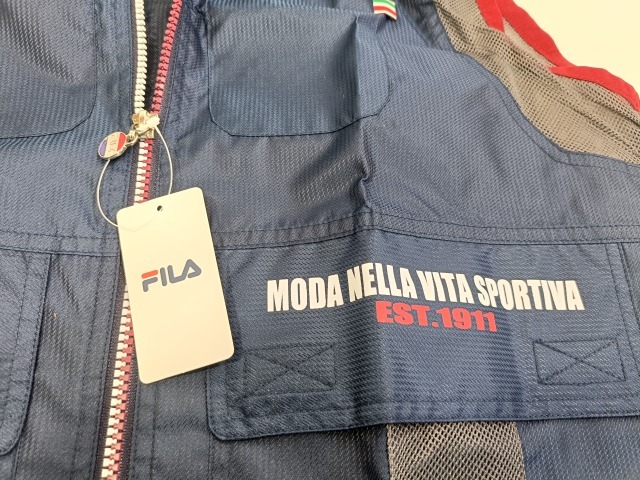 FILA
MODA NELLA VITA SPORTIVA
EST.1911